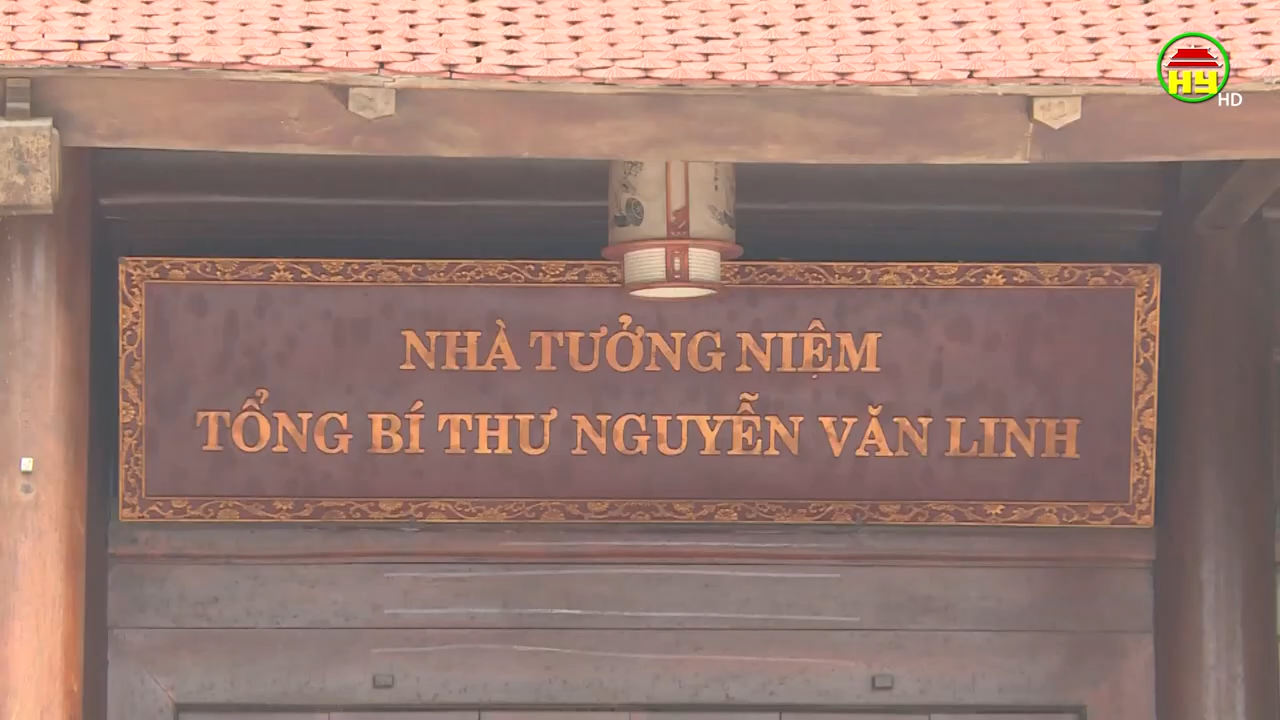 HY
HD
NHÀ TƯỞNG NIỆM
TỔNG BÍ THƯ NGUYỄN VĂN LINH